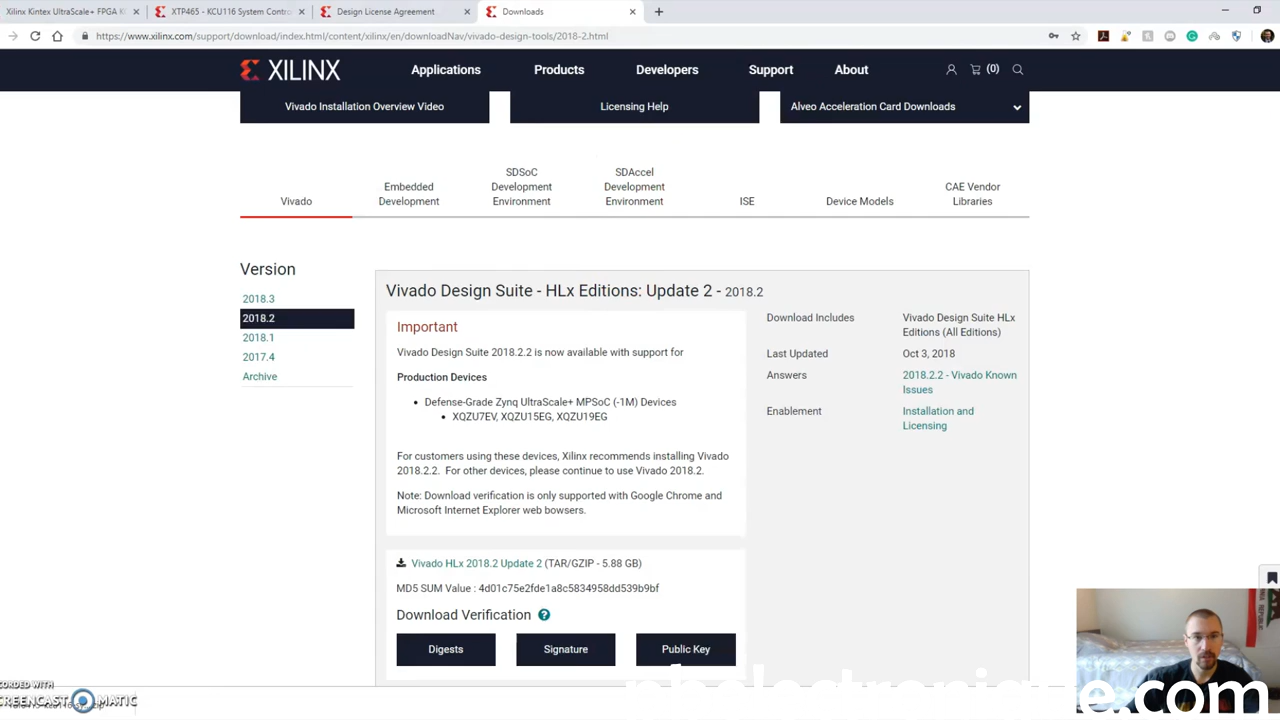 Xilinx Kintex UltraScale+ FPGA K
XTP465 - KCU116 System Contro
Design License Agreement
Downloads
https://www.xilinx.com/support/download/index.html/content/xilinx/en/downloadNav/vivado-design-tools/2018-2.html
XILINX
Applications
Products
Developers
Support
About
(0)
Vivado Installation Overview Video
Licensing Help
Alveo Acceleration Card Downloads
Vivado
Embedded
Development
SDSoC
Development
Environment
SDAccel
Development
Environment
ISE
Device Models
CAE Vendor
Libraries
Version
2018.3
2018.2
2018.1
2017.4
Archive
Vivado Design Suite - HLx Editions: Update 2 - 2018.2
Important
Vivado Design Suite 2018.2.2 is now available with support for
Production Devices
• Defense-Grade Zynq UltraScale+ MPSoC (-1M) Devices
• XQZU7EV, XQZU15EG, XQZU19EG
For customers using these devices, Xilinx recommends installing Vivado
2018.2.2. For other devices, please continue to use Vivado 2018.2.
Note: Download verification is only supported with Google Chrome and
Microsoft Internet Explorer web bowsers.
Vivado HLx 2018.2 Update 2 (TAR/GZIP - 5.88 GB)
MD5 SUM Value : 4d01c75e2fde1a8c5834958dd539b9bf
Download Verification
Digests
Signature
Public Key
Download Includes
Vivado Design Suite HLx
Editions (All Editions)
Last Updated
Oct 3, 2018
Answers
2018.2.2 - Vivado Known
Issues
Enablement
Installation and
Licensing